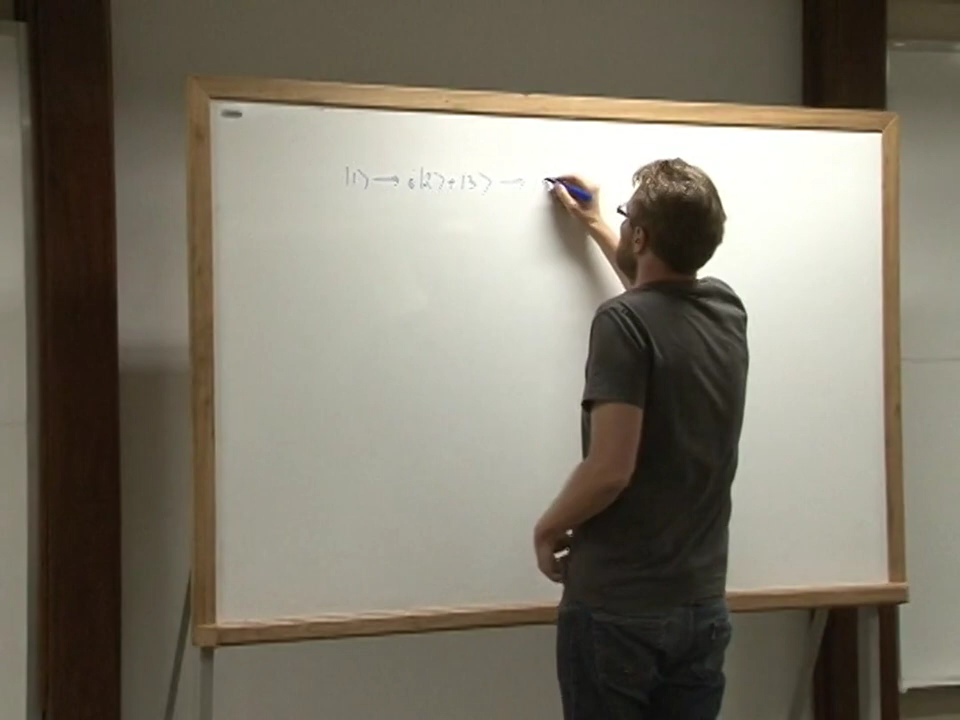 |1⟩ → i|2⟩+|3⟩ →